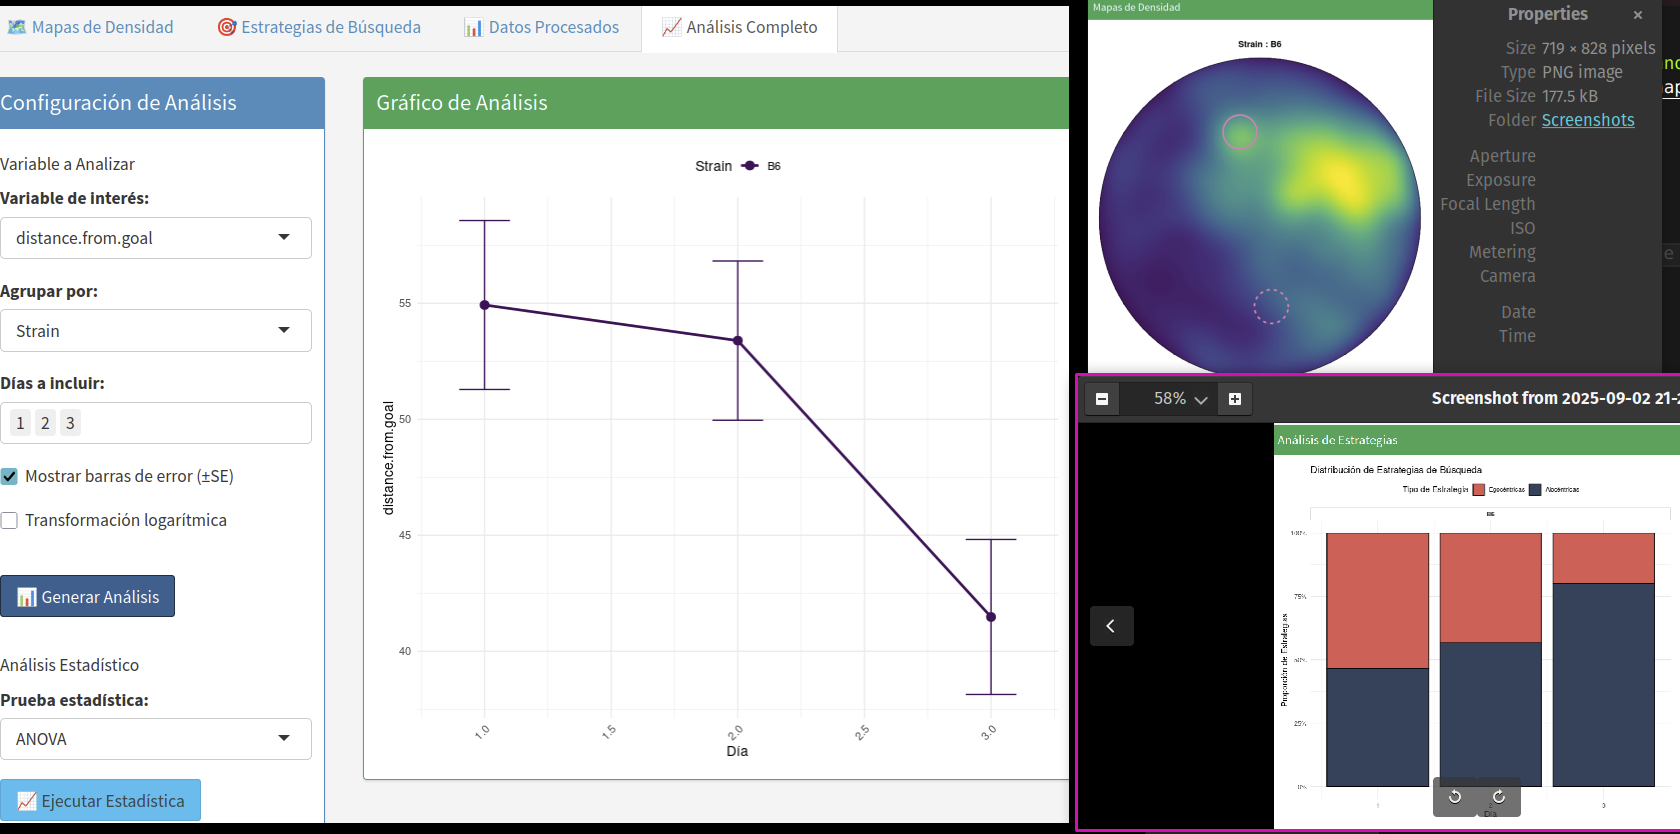 🗺️ Mapas de Densidad
🎯 Estrategias de Búsqueda
📊 Datos Procesados
📈 Análisis Completo
Configuración de Análisis
Variable a Analizar
Variable de interés:
distance.from.goal
Agrupar por:
Strain
Días a incluir:
1 2 3
Mostrar barras de error (±SE)
Transformación logarítmica
📊 Generar Análisis
Análisis Estadístico
Prueba estadística:
ANOVA
📈 Ejecutar Estadística
Gráfico de Análisis
Strain B6
distance.from.goal
55
50
45
40
1.0
1.5
2.0
2.5
3.0
Día
Mapas de Densidad
Strain : B6
Properties ×
Size 719 × 828 pixels
Type PNG image
File Size 177.5 kB
Folder Screenshots
Aperture
Exposure
Focal Length
ISO
Metering
Camera
Date
Time
e
58%
Screenshot from 2025-09-02 21-
Análisis de Estrategias
Distribución de Estrategias de Búsqueda
Tipo de Estrategia Egocéntricas Alocéntricas
B6
Proporción de Estrategias
100%
75%
50%
25%
0%
1
2
3
Día